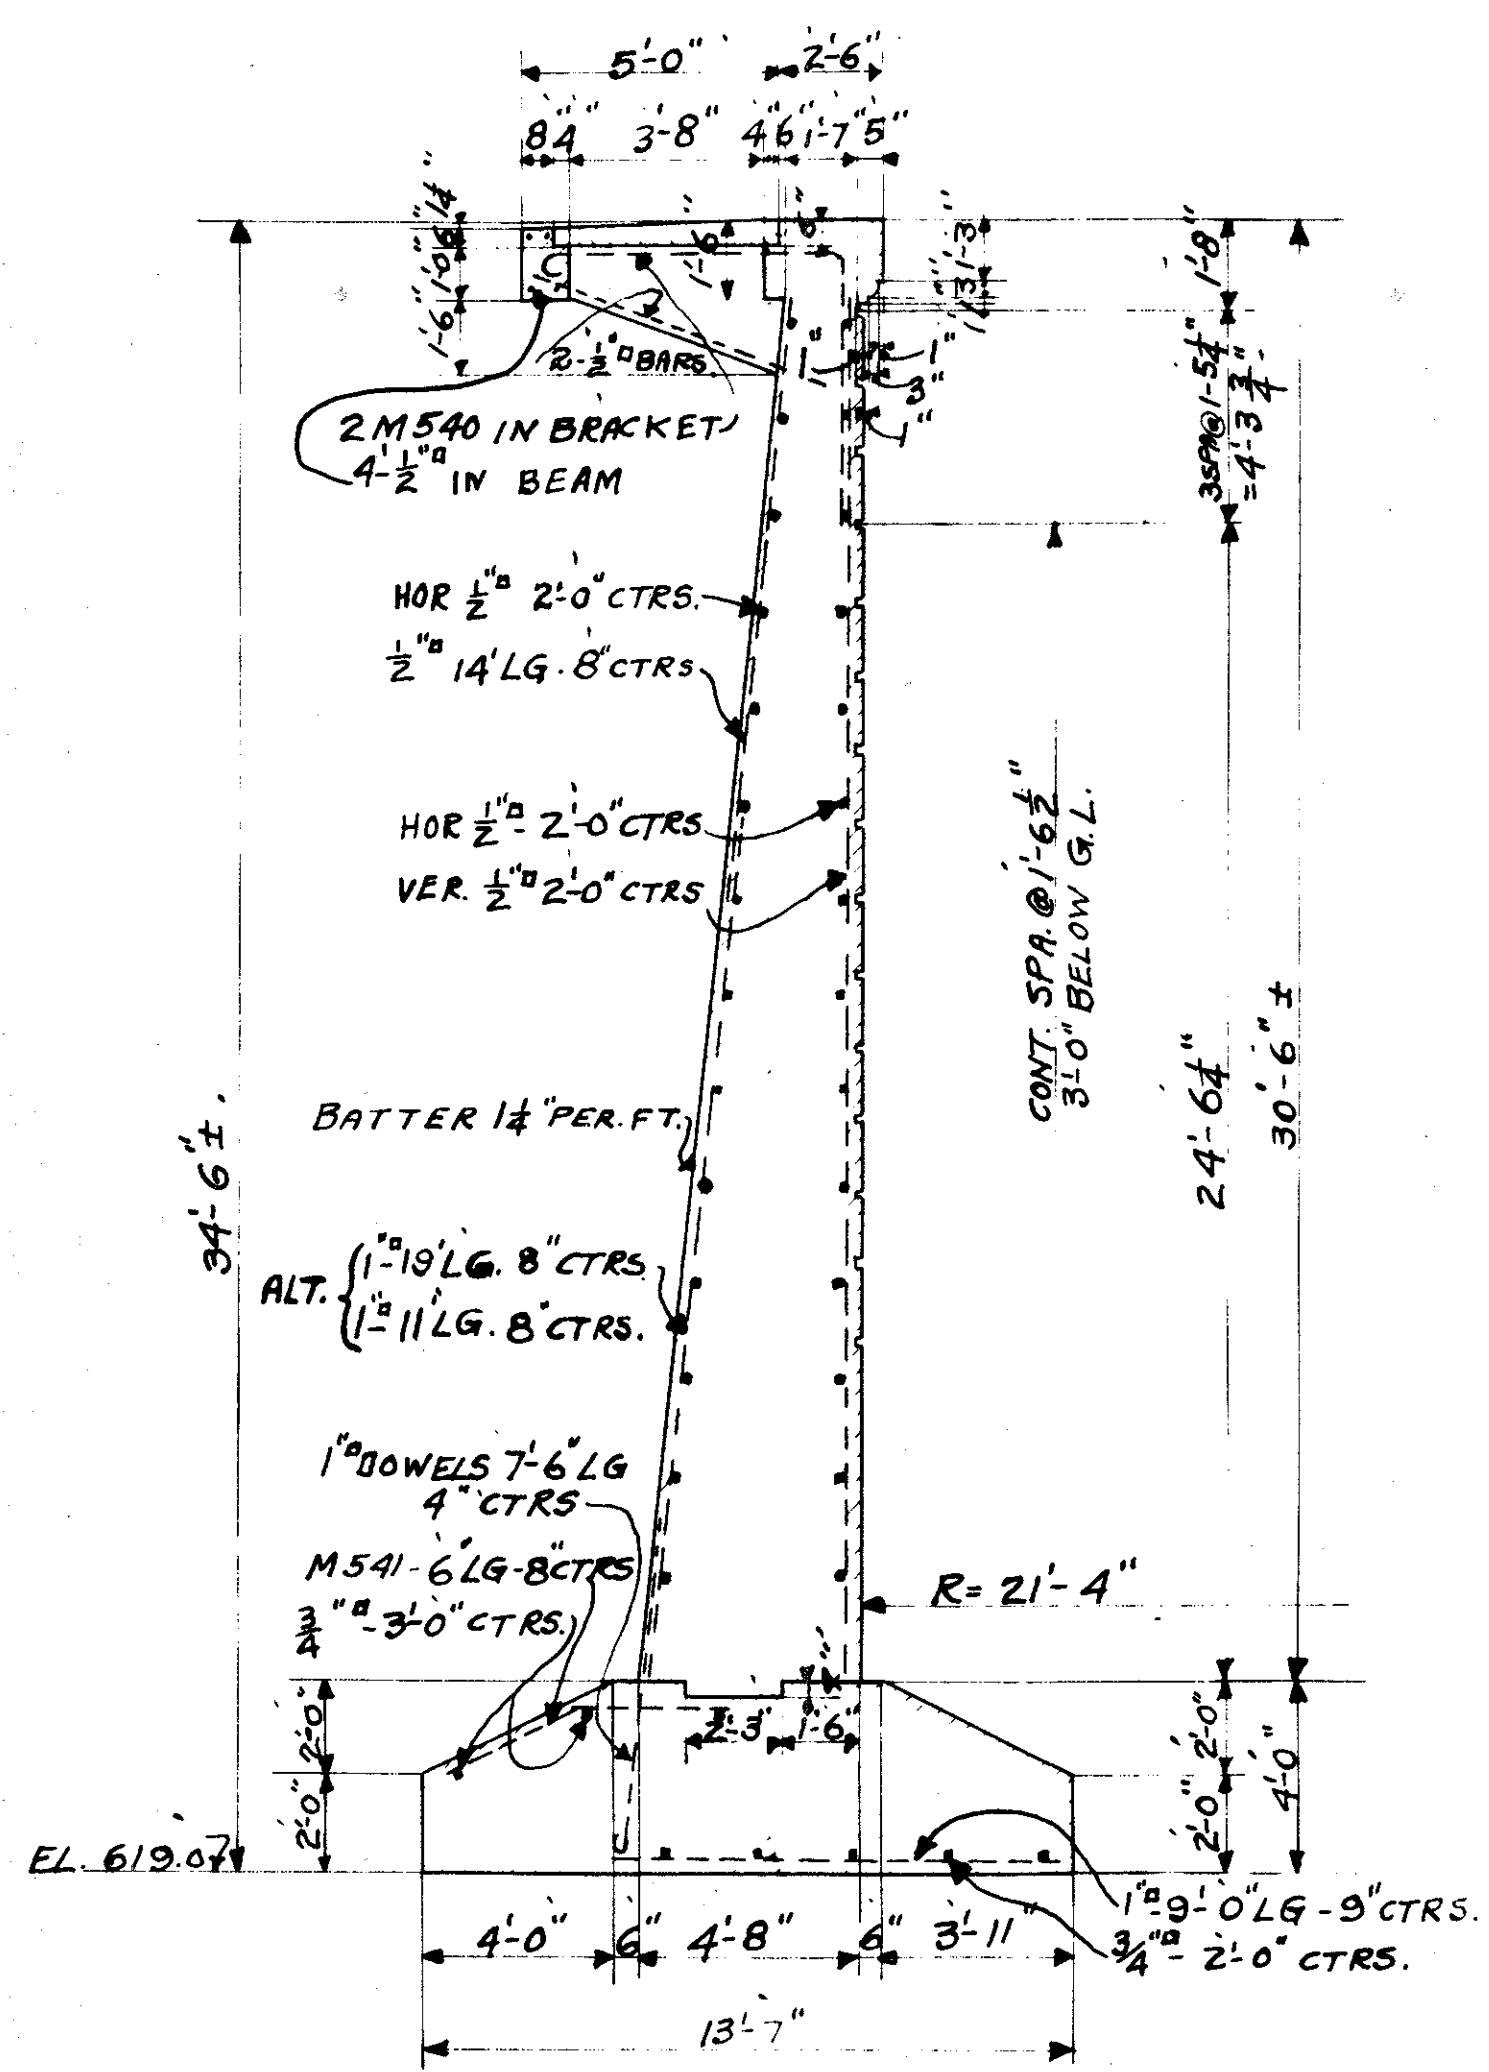 5'-0" 2'-6"
8" 4" 3'-8" 4" 6" 1'-7" 5"
1'-6" 6"
1'-6" 1'-0"
1'-3"
1'-8"
2-½"□ BARS
1" 1"
3"
1"
2 M540 IN BRACKET
4-½"□ IN BEAM
3 SPA @ 1'-5¼"
= 4'-3¾"
HOR ½"□ 2'-0" CTRS.
½"□ 14' LG. 8" CTRS
HOR ½"□ - 2'-0" CTRS
VER. ½"□ 2'-0" CTRS
CONT. SPA. @ 1'-6½"
3'-0" BELOW G.L.
24'-6¼"
30'-6" ±
34'-6" ±.
BATTER 1¼" PER. FT.
ALT. { 1"□-19' LG. 8" CTRS
1"□- 11' LG. 8" CTRS.
1"□ DOWELS 7'-6" LG
4" CTRS
M541-6' LG-8" CTRS
¾"□-3'-0" CTRS.
R= 21'-4"
2'-0"
2'-0"
2'-3" 1'-6"
2'-0"
2'-0"
4'-0"
EL. 619.07
1"□-9'-0" LG-9" CTRS.
¾"□- 2'-0" CTRS.
4'-0" 6" 4'-8" 6" 3'-11"
13'-7"